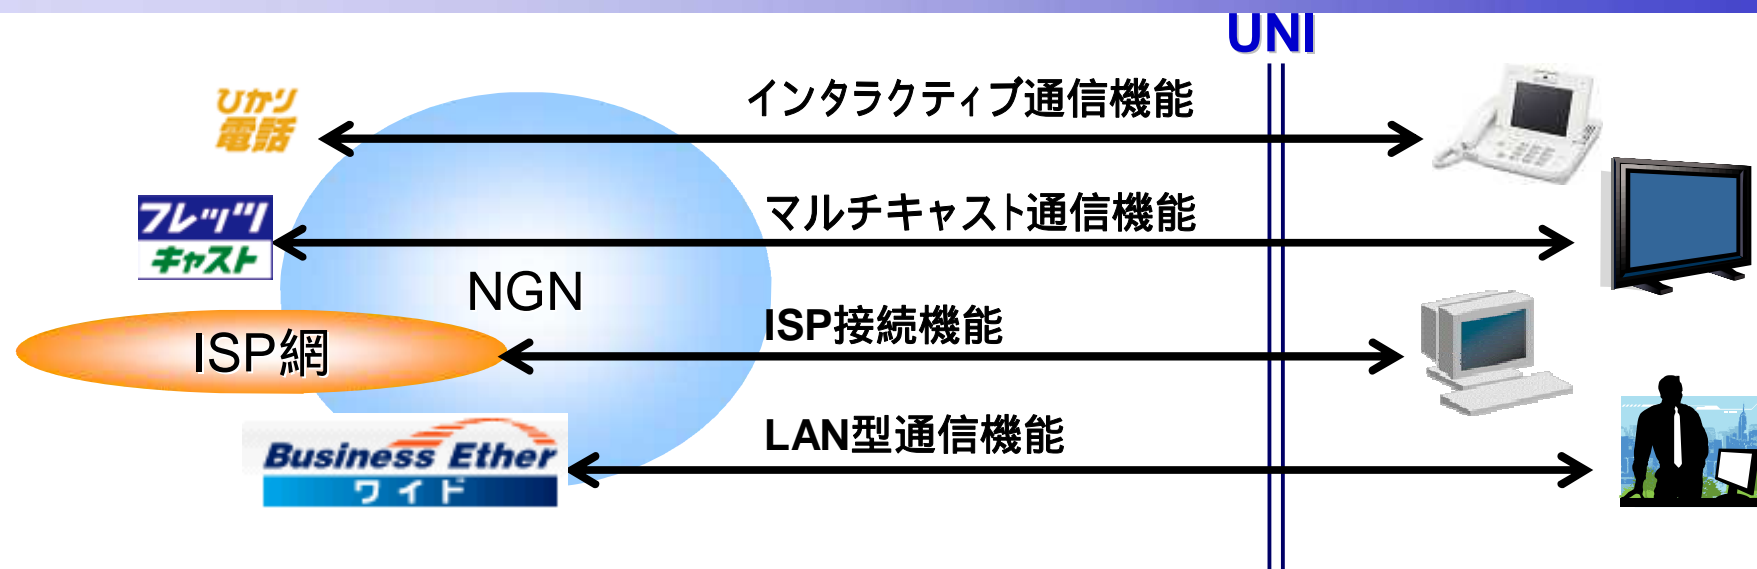 UNI
インタラクティブ通信機能
ひかり
電話
マルチキャスト通信機能
フレッツ
キャスト
NGN
ISP接続機能
ISP網
LAN型通信機能
Business Ether
ワイド